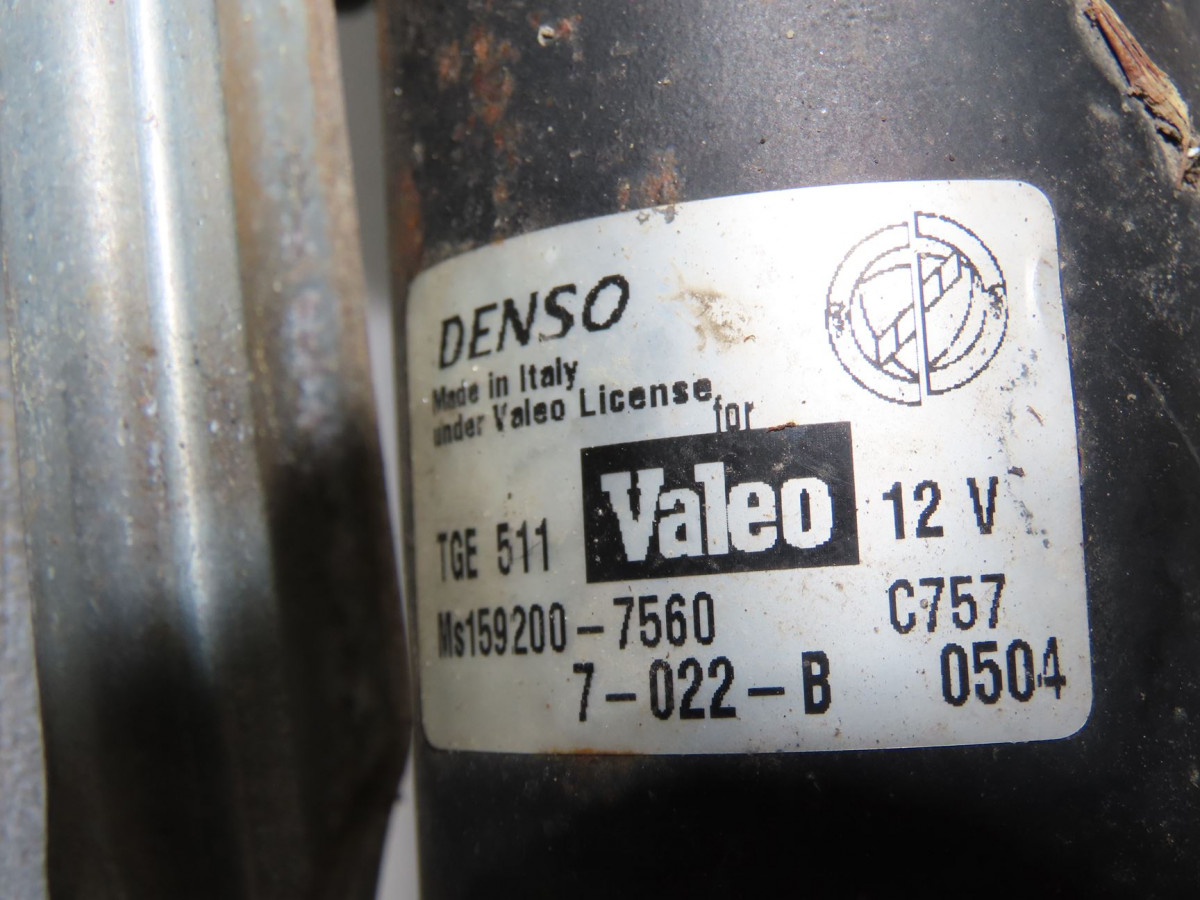 DENSO
Made in Italy
under Valeo License
for
TGE 511 Valeo 12 V
Ms159200-7560 C757
7-022-B 0504